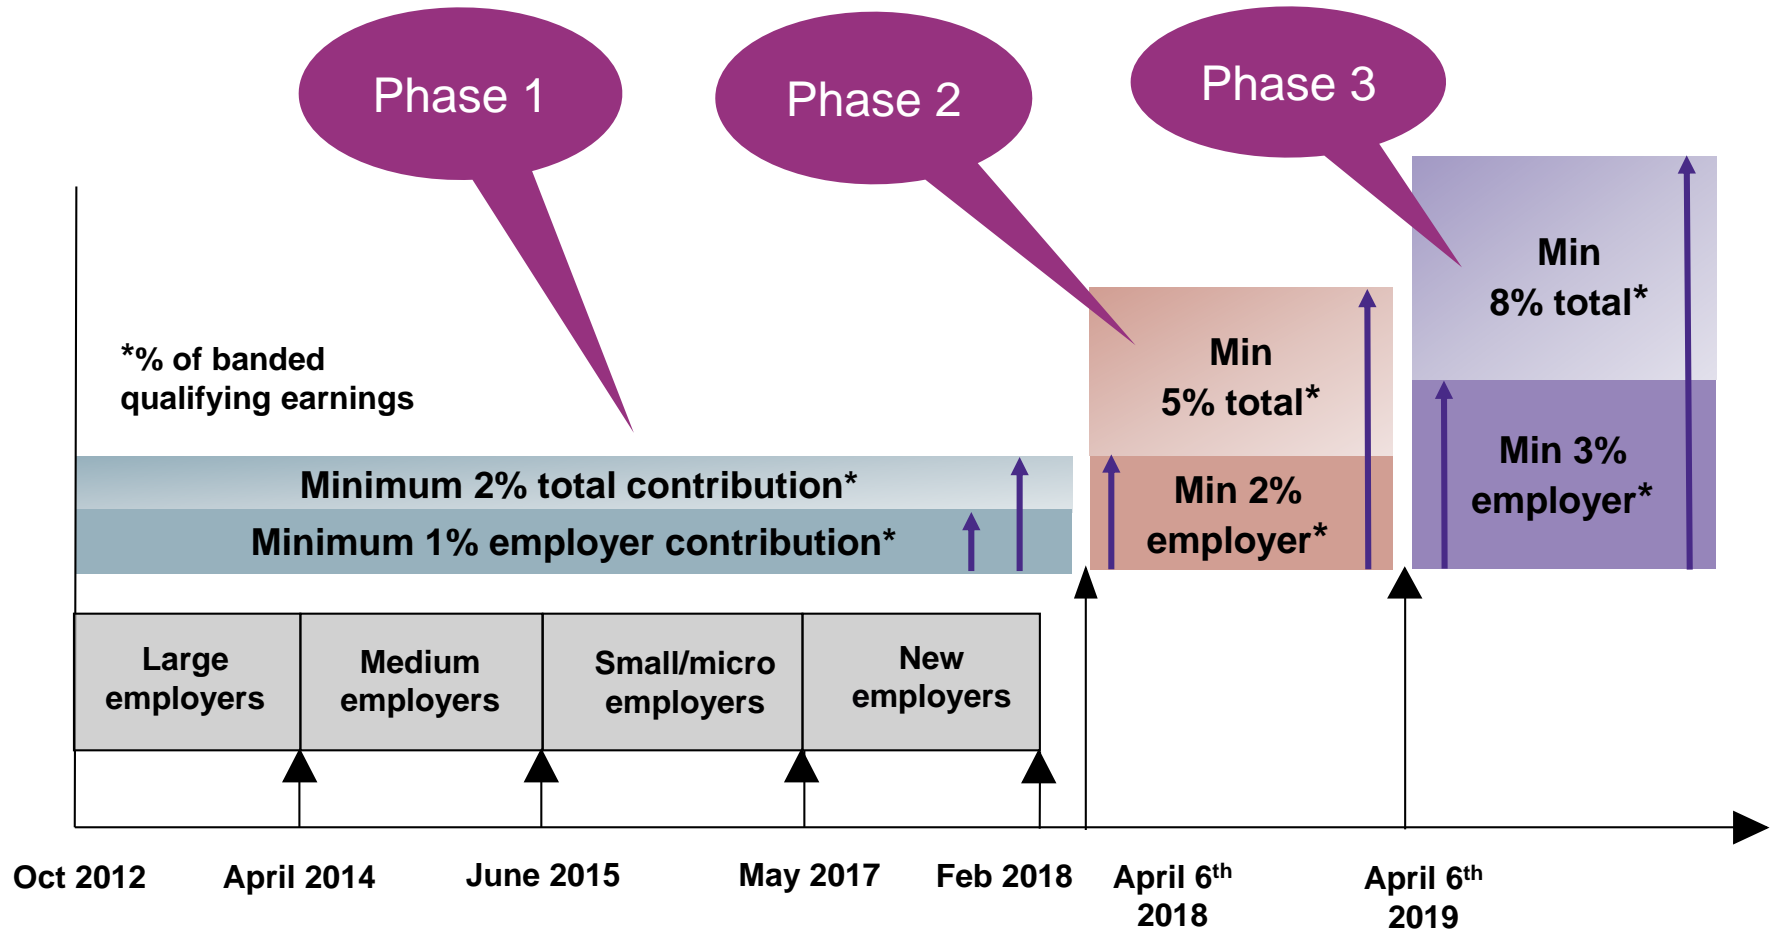 Phase 1
Phase 2
Phase 3
*% of banded
qualifying earnings
Minimum 2% total contribution*
Minimum 1% employer contribution*
Min
5% total*
Min 2%
employer*
Min
8% total*
Min 3%
employer*
Large
employers
Medium
employers
Small/micro
employers
New
employers
Oct 2012
April 2014
June 2015
May 2017
Feb 2018
April 6th
2018
April 6th
2019